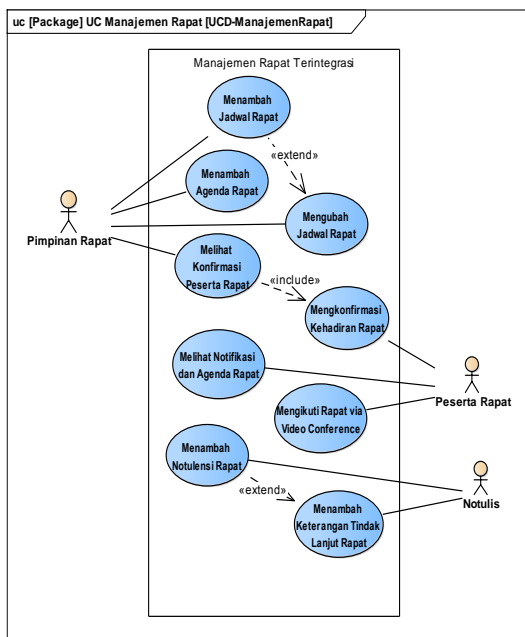 uc [Package] UC Manajemen Rapat [UCD-ManajemenRapat]
Manajemen Rapat Terintegrasi
Menambah
Jadwal Rapat
«extend»
Menambah
Agenda Rapat
Mengubah
Jadwal Rapat
Pimpinan Rapat
Melihat
Konfirmasi
Peserta Rapat
«include»
Mengkonfirmasi
Kehadiran Rapat
Melihat Notifikasi
dan Agenda Rapat
Peserta Rapat
Mengikuti Rapat via
Video Conference
Menambah
Notulensi Rapat
«extend»
Notulis
Menambah
Keterangan Tindak
Lanjut Rapat